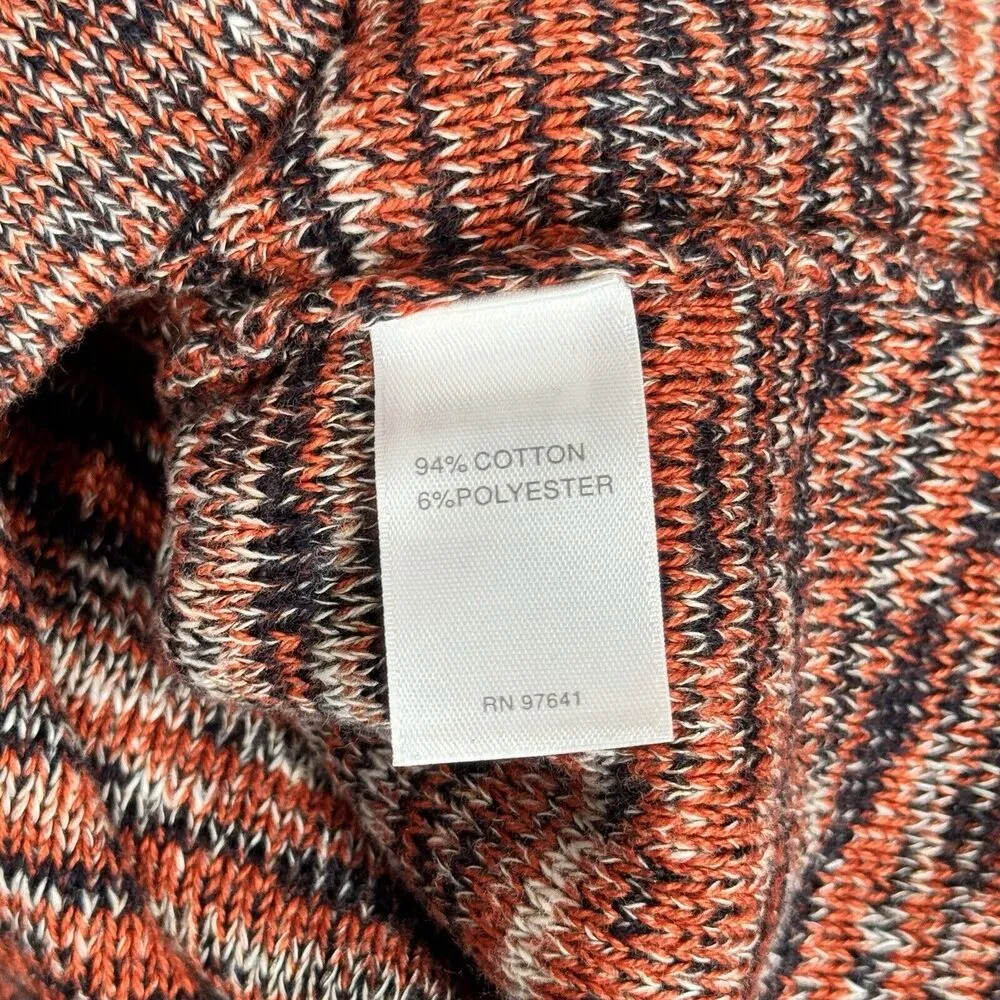 94% COTTON
6%POLYESTER
RN 97641